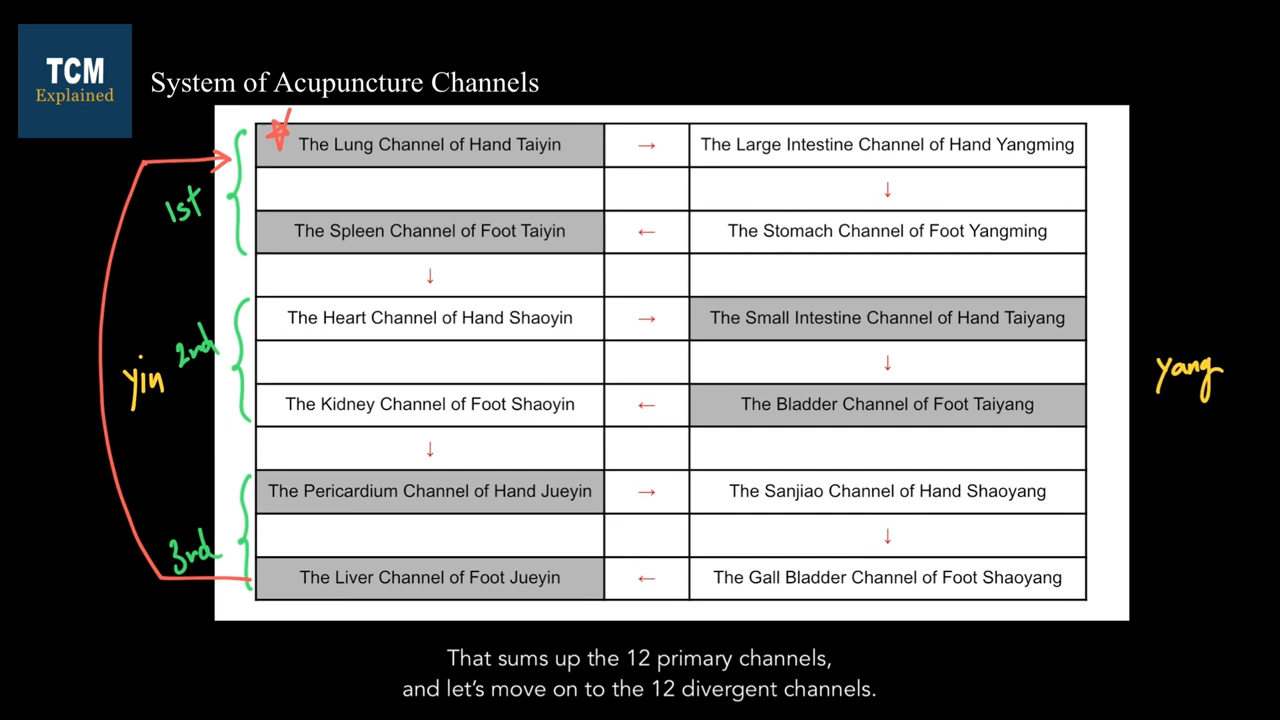 TCM
Explained
System of Acupuncture Channels
The Lung Channel of Hand Taiyin → The Large Intestine Channel of Hand Yangming
↓
1st
The Spleen Channel of Foot Taiyin ← The Stomach Channel of Foot Yangming
↓
The Heart Channel of Hand Shaoyin → The Small Intestine Channel of Hand Taiyang
2nd
↓
yin
Yang
The Kidney Channel of Foot Shaoyin ← The Bladder Channel of Foot Taiyang
↓
The Pericardium Channel of Hand Jueyin → The Sanjiao Channel of Hand Shaoyang
↓
3rd
The Liver Channel of Foot Jueyin ← The Gall Bladder Channel of Foot Shaoyang
That sums up the 12 primary channels,
and let's move on to the 12 divergent channels.